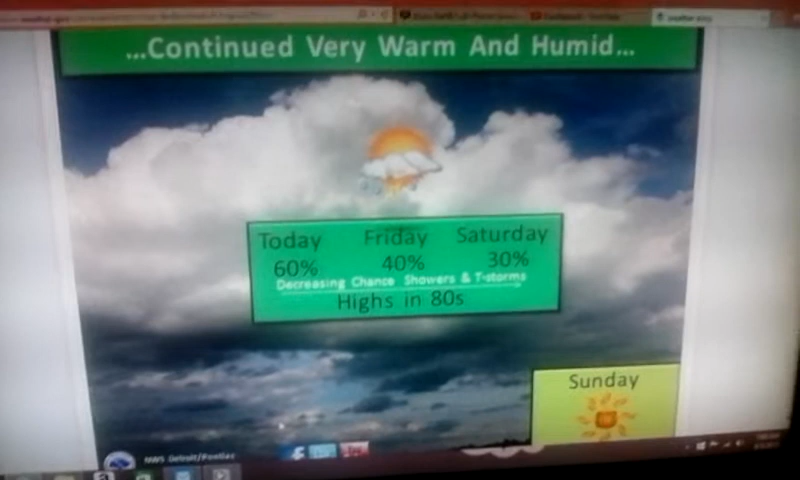 ...Continued Very Warm And Humid...
Today Friday Saturday
60% 40% 30%
Decreasing Chance Showers & T-storms
Highs in 80s
Sunday
NWS Detroit/Pontiac